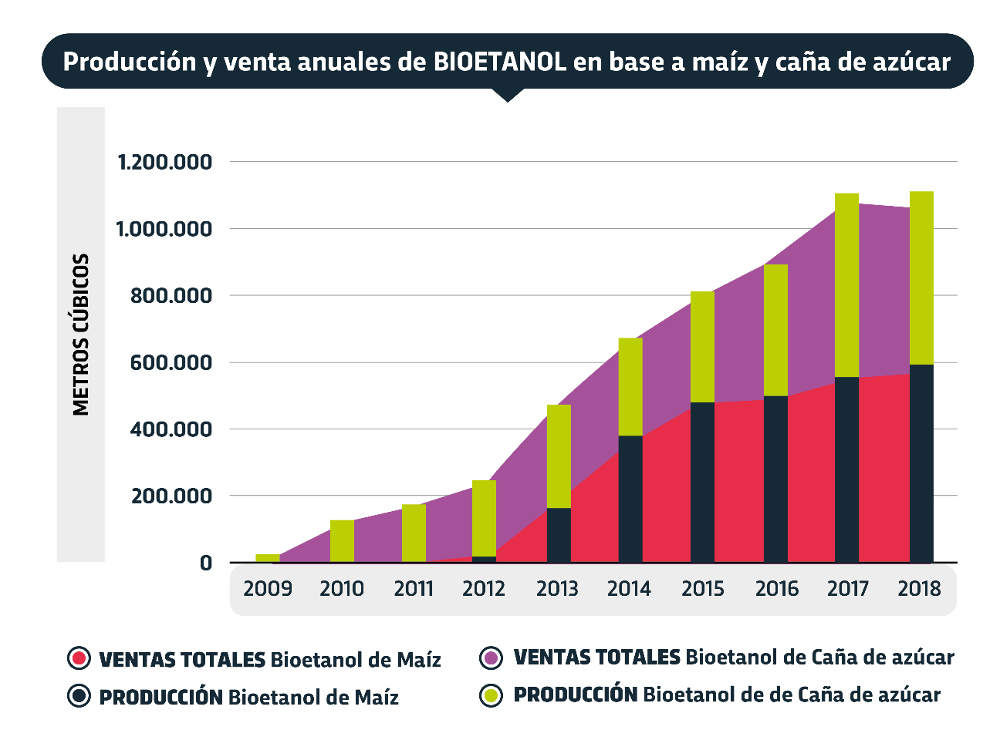 Producción y venta anuales de BIOETANOL en base a maíz y caña de azúcar
METROS CÚBICOS
1.200.000
1.000.000
800.000
600.000
400.000
200.000
0
2009 2010 2011 2012 2013 2014 2015 2016 2017 2018
VENTAS TOTALES Bioetanol de Maíz
VENTAS TOTALES Bioetanol de Caña de azúcar
PRODUCCIÓN Bioetanol de Maíz
PRODUCCIÓN Bioetanol de de Caña de azúcar